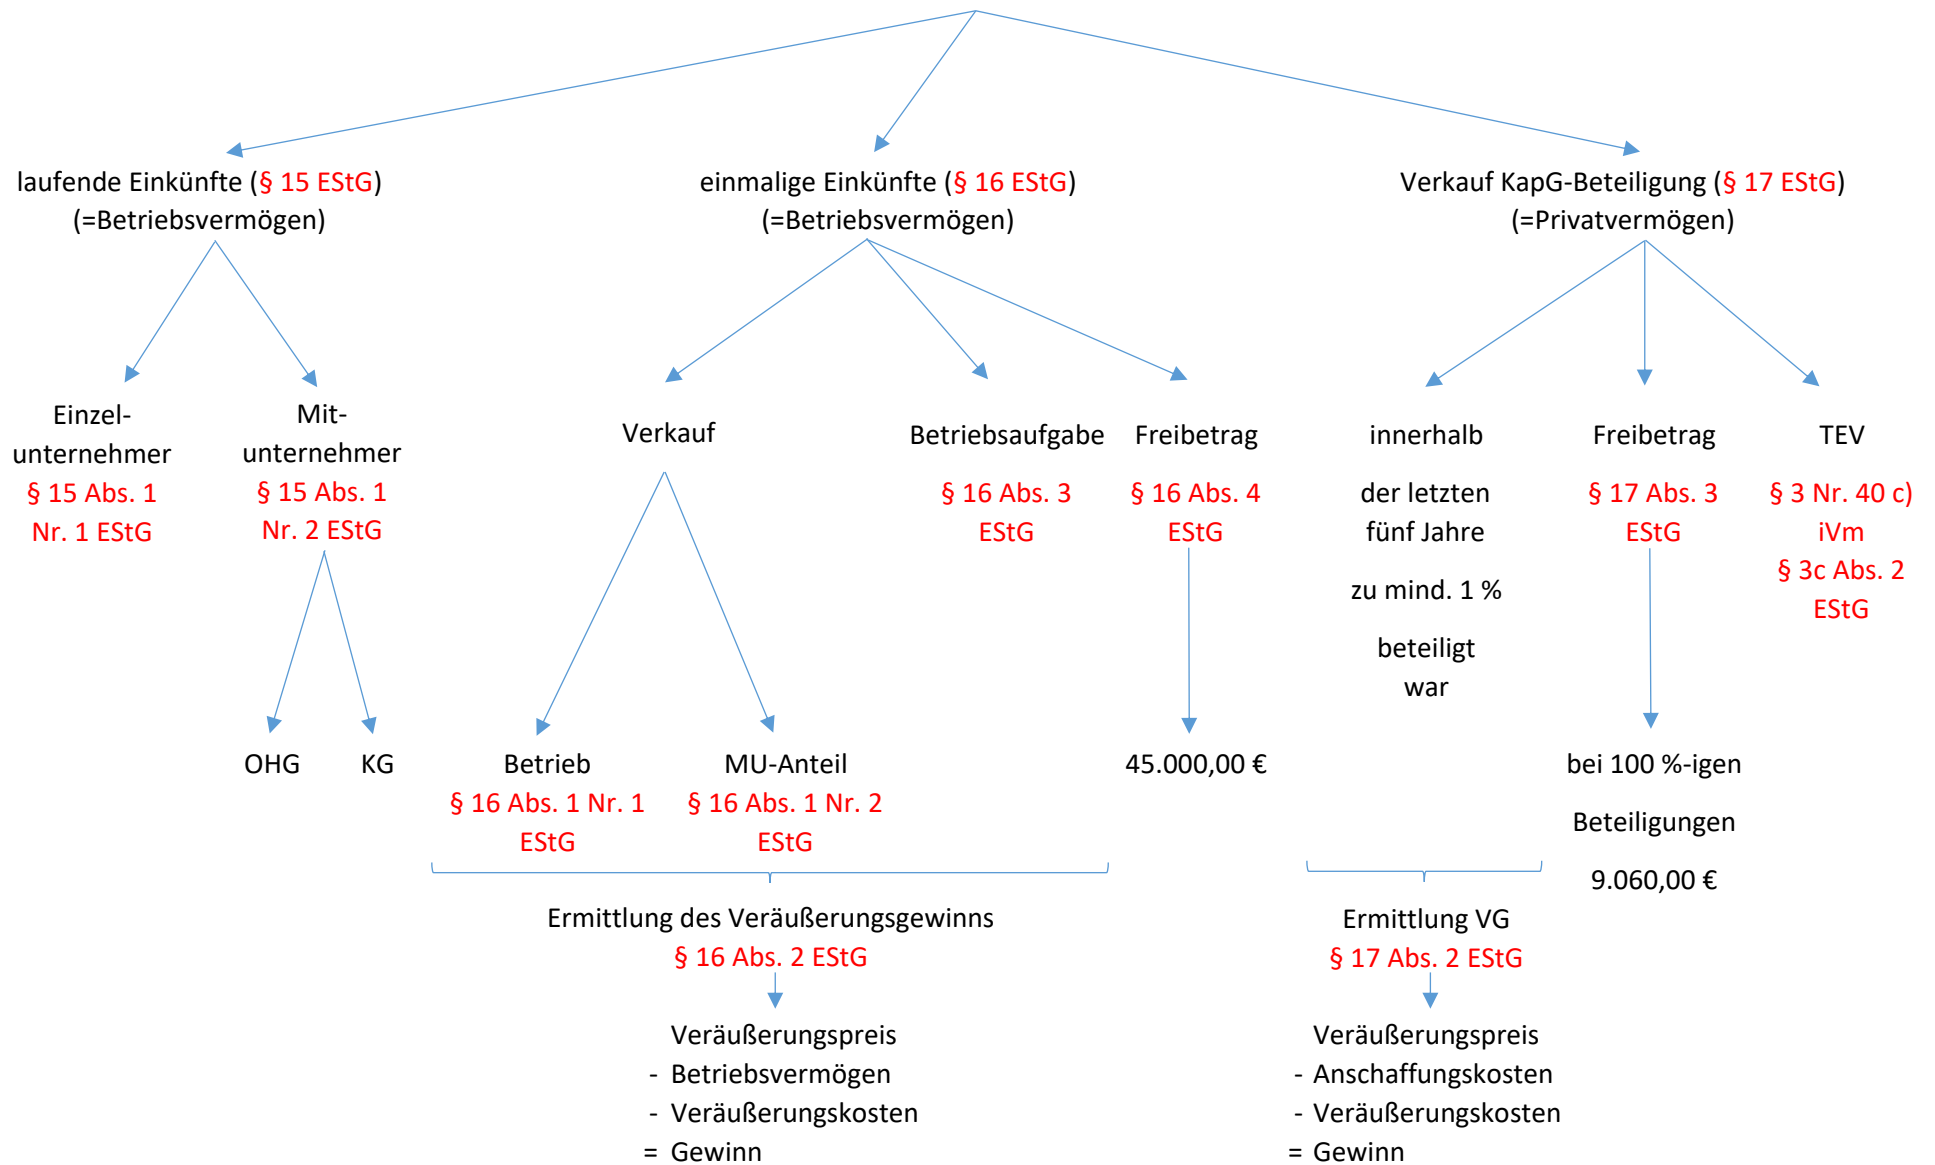 laufende Einkünfte (§ 15 EStG)
(=Betriebsvermögen)
einmalige Einkünfte (§ 16 EStG)
(=Betriebsvermögen)
Verkauf KapG-Beteiligung (§ 17 EStG)
(=Privatvermögen)
Einzel-
unternehmer
§ 15 Abs. 1
Nr. 1 EStG
Mit-
unternehmer
§ 15 Abs. 1
Nr. 2 EStG
OHG
KG
Verkauf
Betrieb
§ 16 Abs. 1 Nr. 1
EStG
MU-Anteil
§ 16 Abs. 1 Nr. 2
EStG
Betriebsaufgabe
§ 16 Abs. 3
EStG
Freibetrag
§ 16 Abs. 4
EStG
45.000,00 €
Ermittlung des Veräußerungsgewinns
§ 16 Abs. 2 EStG
Veräußerungspreis
- Betriebsvermögen
- Veräußerungskosten
= Gewinn
innerhalb
der letzten
fünf Jahre
zu mind. 1 %
beteiligt
war
Freibetrag
§ 17 Abs. 3
EStG
bei 100 %-igen
Beteiligungen
9.060,00 €
TEV
§ 3 Nr. 40 c)
iVm
§ 3c Abs. 2
EStG
Ermittlung VG
§ 17 Abs. 2 EStG
Veräußerungspreis
- Anschaffungskosten
- Veräußerungskosten
= Gewinn